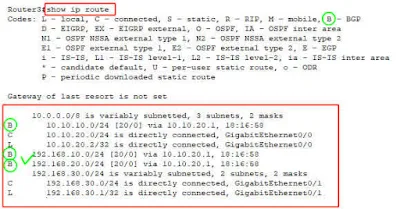 Router3#show ip route
Codes: L - local, C - connected, S - static, R - RIP, M - mobile, B - BGP
D - EIGRP, EX - EIGRP external, O - OSPF, IA - OSPF inter area
N1 - OSPF NSSA external type 1, N2 - OSPF NSSA external type 2
E1 - OSPF external type 1, E2 - OSPF external type 2, E - EGP
i - IS-IS, L1 - IS-IS level-1, L2 - IS-IS level-2, ia - IS-IS inter area
* - candidate default, U - per-user static route, o - ODR
P - periodic downloaded static route
Gateway of last resort is not set
10.0.0.0/8 is variably subnetted, 3 subnets, 2 masks
B 10.10.10.0/24 [20/0] via 10.10.20.1, 18:16:58
C 10.10.20.0/24 is directly connected, GigabitEthernet0/0
L 10.10.20.2/32 is directly connected, GigabitEthernet0/0
B 192.168.10.0/24 [20/0] via 10.10.20.1, 18:16:58
B 192.168.20.0/24 [20/0] via 10.10.20.1, 18:16:58
192.168.30.0/24 is variably subnetted, 2 subnets, 2 masks
C 192.168.30.0/24 is directly connected, GigabitEthernet0/1
L 192.168.30.1/32 is directly connected, GigabitEthernet0/1